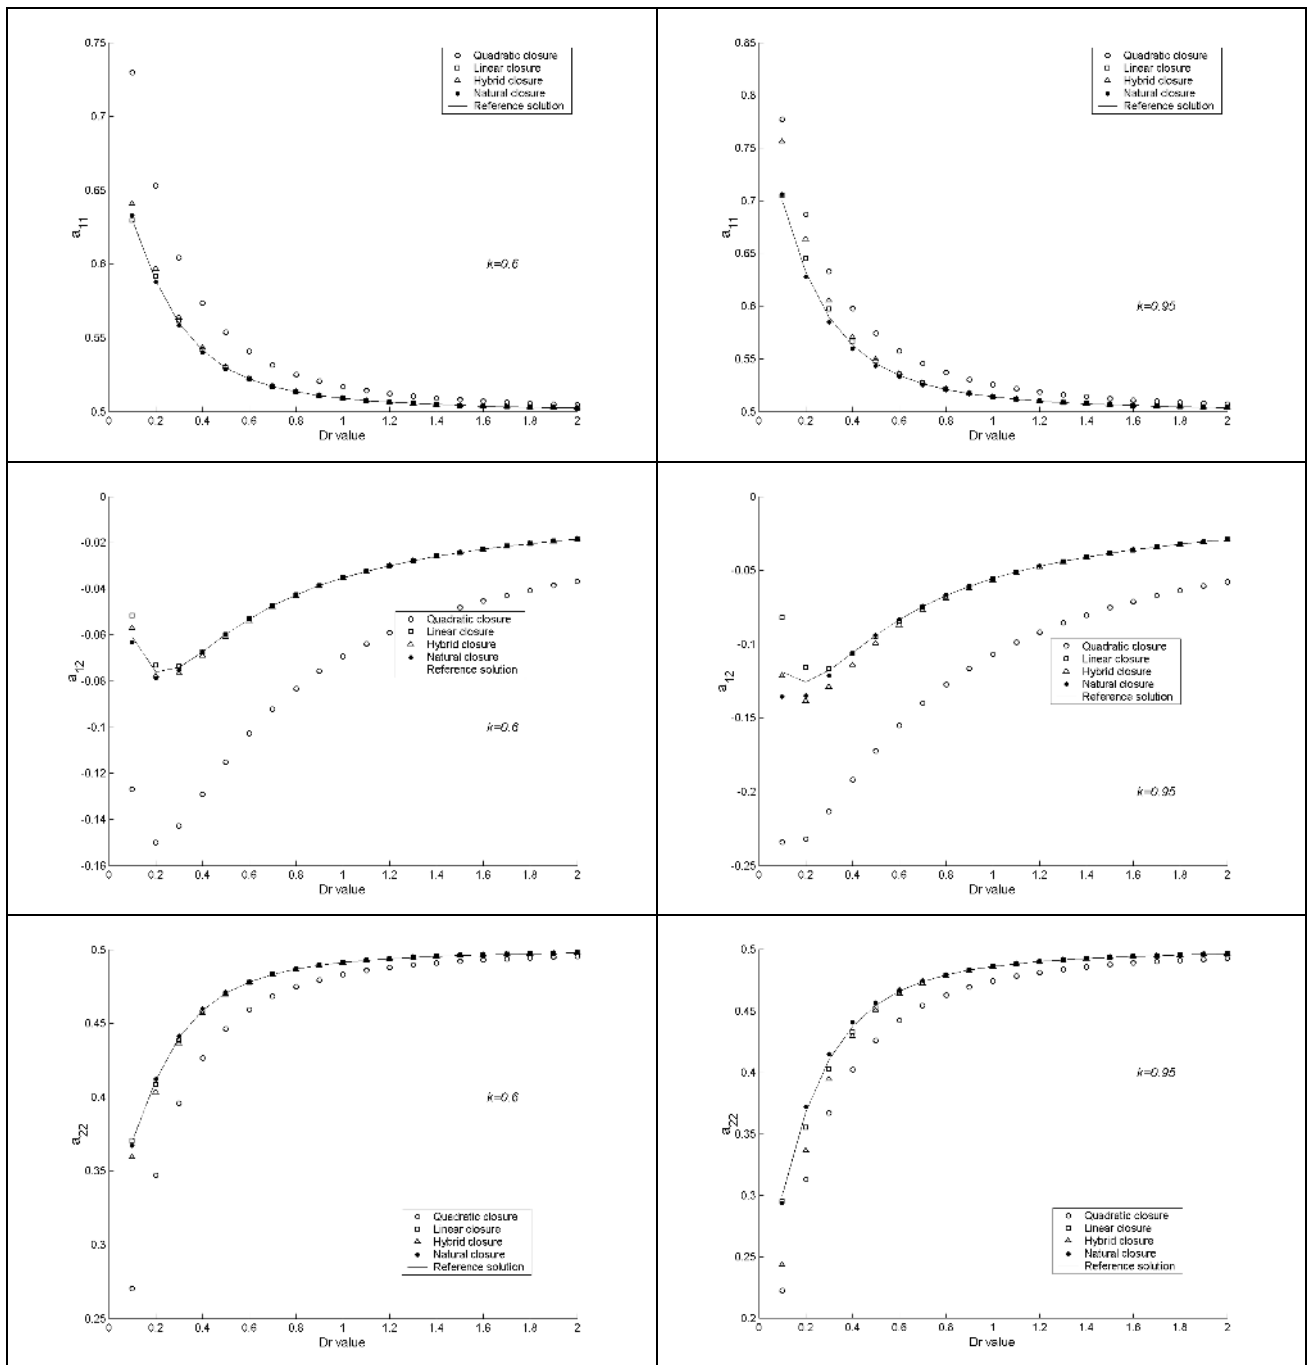 0.75
0.7
0.65
0.6
0.55
0.5
a11
0 0.2 0.4 0.6 0.8 1 1.2 1.4 1.6 1.8 2
Dr value
Quadratic closure
Linear closure
Hybrid closure
Natural closure
Reference solution
k=0.6
0.85
0.8
0.75
0.7
0.65
0.6
0.55
0.5
a11
0 0.2 0.4 0.6 0.8 1 1.2 1.4 1.6 1.8 2
Dr value
Quadratic closure
Linear closure
Hybrid closure
Natural closure
Reference solution
k=0.95
0
-0.02
-0.04
-0.06
-0.08
-0.1
-0.12
-0.14
-0.16
a12
0 0.2 0.4 0.6 0.8 1 1.2 1.4 1.6 1.8 2
Dr value
Quadratic closure
Linear closure
Hybrid closure
Natural closure
Reference solution
k=0.6
0
-0.05
-0.1
-0.15
-0.2
-0.25
a12
0 0.2 0.4 0.6 0.8 1 1.2 1.4 1.6 1.8 2
Dr value
Quadratic closure
Linear closure
Hybrid closure
Natural closure
Reference solution
k=0.95
0.5
0.45
0.4
0.35
0.3
0.25
a22
0 0.2 0.4 0.6 0.8 1 1.2 1.4 1.6 1.8 2
Dr value
k=0.6
Quadratic closure
Linear closure
Hybrid closure
Natural closure
Reference solution
0.5
0.45
0.4
0.35
0.3
0.25
0.2
a22
0 0.2 0.4 0.6 0.8 1 1.2 1.4 1.6 1.8 2
Dr value
k=0.95
Quadratic closure
Linear closure
Hybrid closure
Natural closure
Reference solution